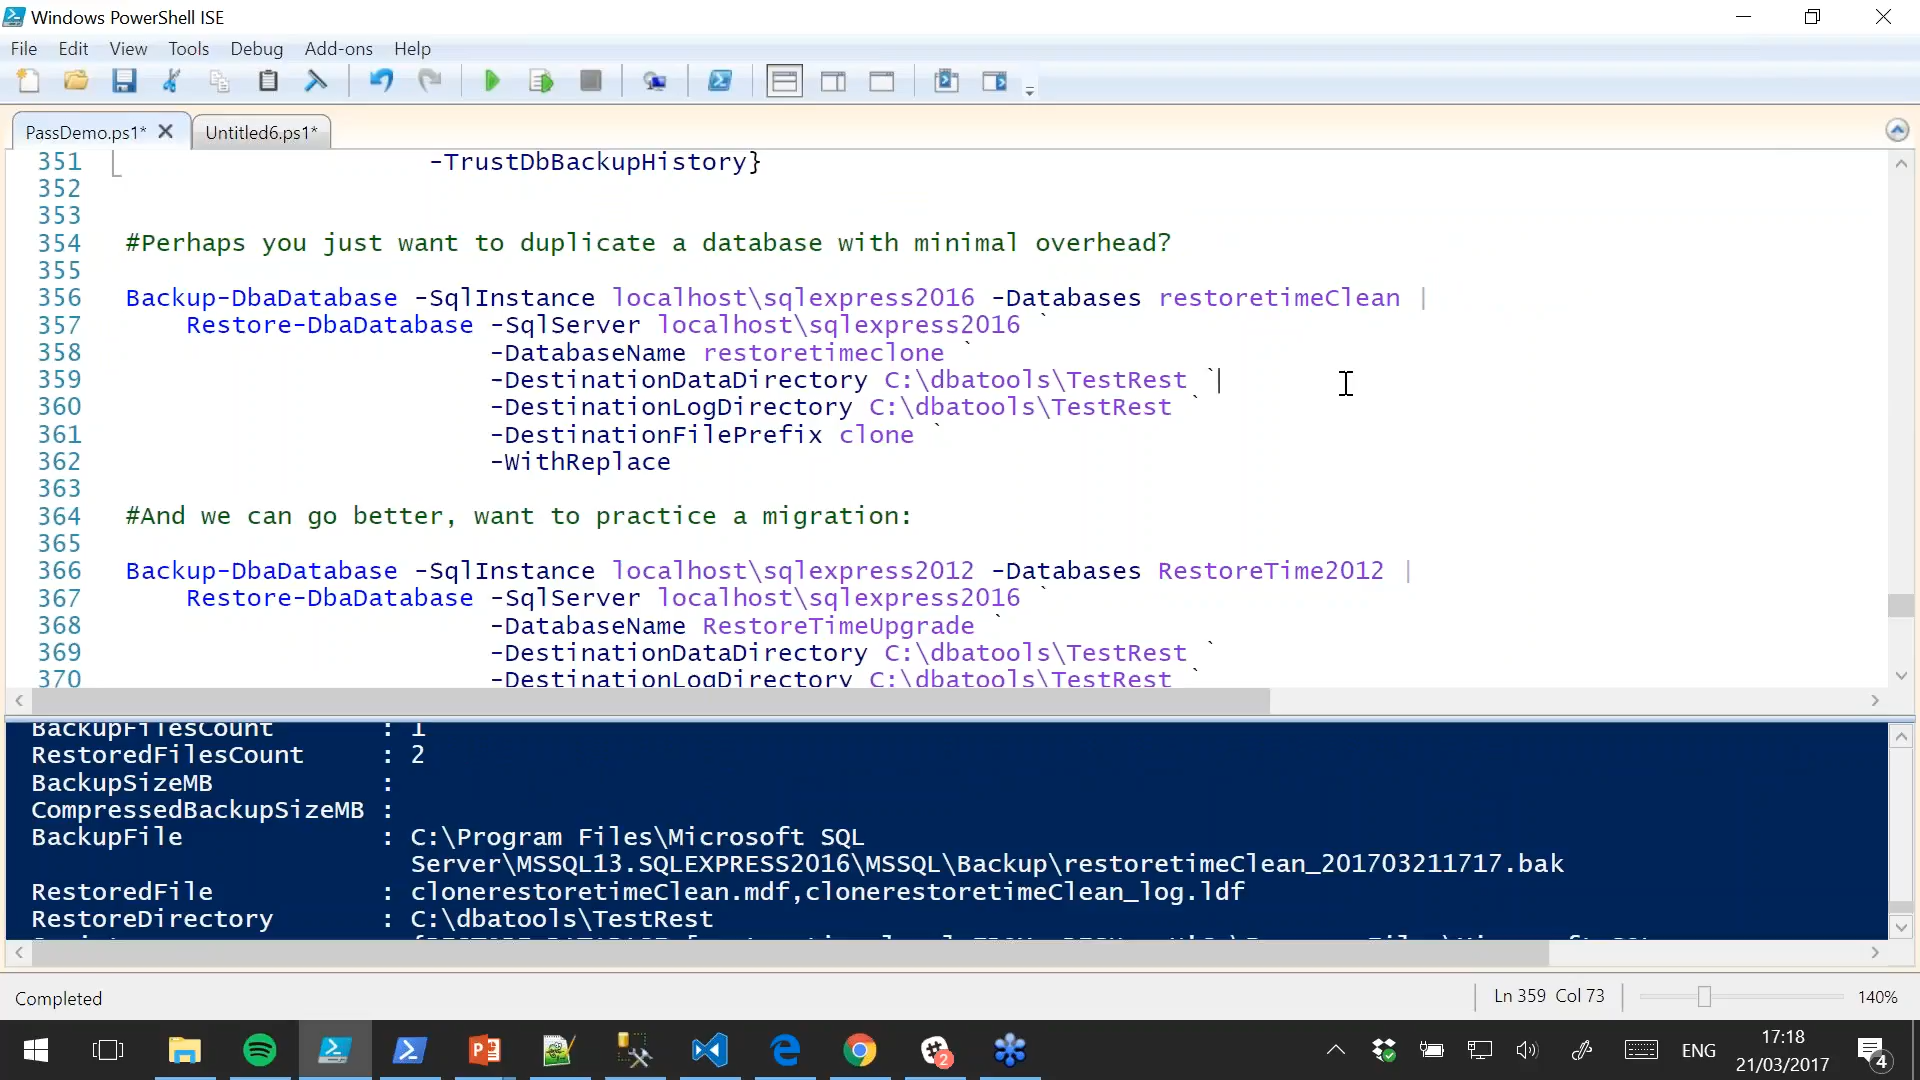 Windows PowerShell ISE
File Edit View Tools Debug Add-ons Help
PassDemo.ps1* Untitled6.ps1*
351 -TrustDbBackupHistory}
352
353
354 #Perhaps you just want to duplicate a database with minimal overhead?
355
356 Backup-DbaDatabase -SqlInstance localhost\sqlexpress2016 -Databases restoretimeClean |
357 Restore-DbaDatabase -SqlServer localhost\sqlexpress2016 `
358 -DatabaseName restoretimeclone `
359 -DestinationDataDirectory C:\dbatools\TestRest `
360 -DestinationLogDirectory C:\dbatools\TestRest `
361 -DestinationFilePrefix clone `
362 -WithReplace
363
364 #And we can go better, want to practice a migration:
365
366 Backup-DbaDatabase -SqlInstance localhost\sqlexpress2012 -Databases RestoreTime2012 |
367 Restore-DbaDatabase -SqlServer localhost\sqlexpress2016 `
368 -DatabaseName RestoreTimeUpgrade `
369 -DestinationDataDirectory C:\dbatools\TestRest `
370 -DestinationLogDirectory C:\dbatools\TestRest `
BackupFilesCount : 1
RestoredFilesCount : 2
BackupSizeMB :
CompressedBackupSizeMB :
BackupFile : C:\Program Files\Microsoft SQL
Server\MSSQL13.SQLEXPRESS2016\MSSQL\Backup\restoretimeClean_201703211717.bak
RestoredFile : clonerestoretimeClean.mdf,clonerestoretimeClean_log.ldf
RestoreDirectory : C:\dbatools\TestRest
Completed Ln 359 Col 73 140%
ENG 17:18
21/03/2017
2
4